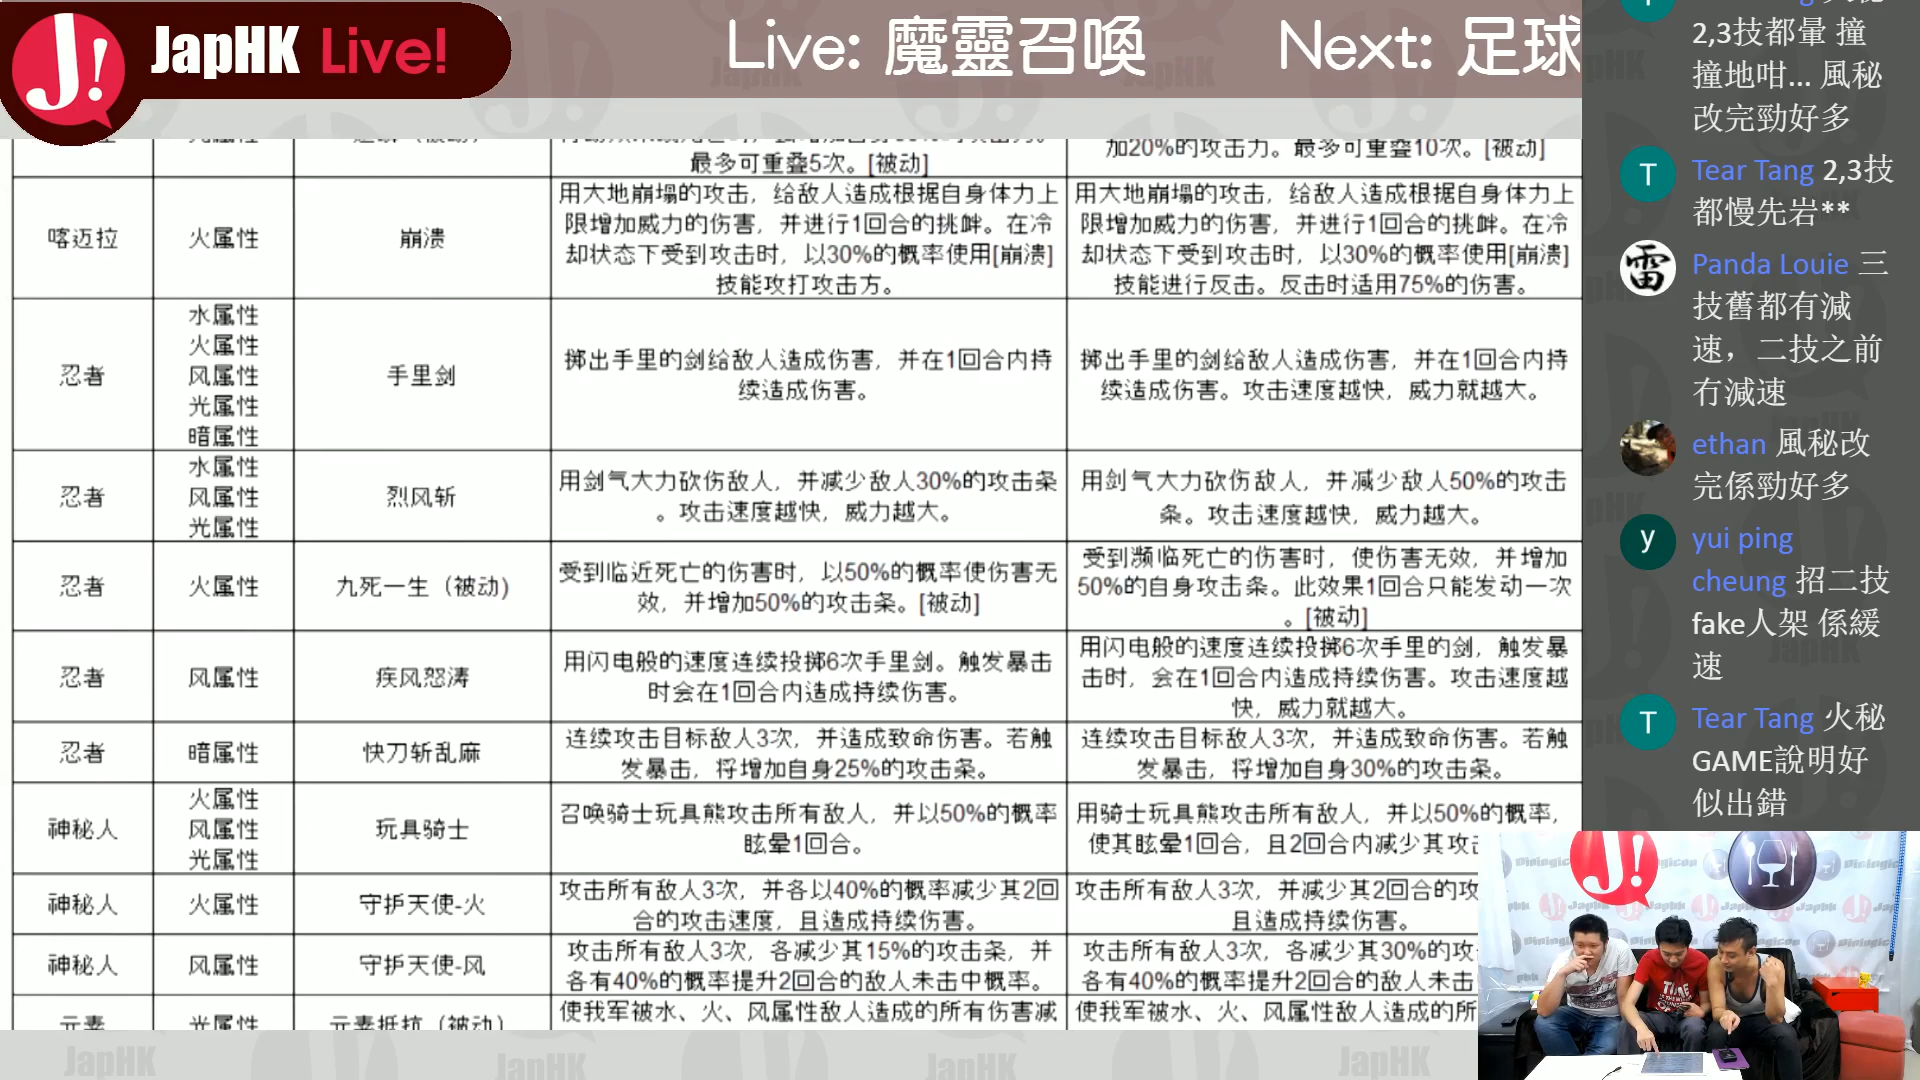 J! JapHK Live!
Live: 魔靈召喚 Next: 足球
最多可重叠5次。[被动]
加20%的攻击力。最多可重叠10次。[被动]
喀迈拉
火属性
崩溃
用大地崩塌的攻击，给敌人造成根据自身体力上
限增加威力的伤害，并进行1回合的挑衅。在冷
却状态下受到攻击时，以30%的概率使用[崩溃]
技能攻打攻击方。
用大地崩塌的攻击，给敌人造成根据自身体力上
限增加威力的伤害，并进行1回合的挑衅。在冷
却状态下受到攻击时，以30%的概率使用[崩溃]
技能进行反击。反击时适用75%的伤害。
忍者
水属性
火属性
风属性
光属性
暗属性
手里剑
掷出手里的剑给敌人造成伤害，并在1回合内持
续造成伤害。
掷出手里的剑给敌人造成伤害，并在1回合内持
续造成伤害。攻击速度越快，威力就越大。
忍者
水属性
风属性
光属性
烈风斩
用剑气大力砍伤敌人，并减少敌人30%的攻击条
。攻击速度越快，威力越大。
用剑气大力砍伤敌人，并减少敌人50%的攻击
条。攻击速度越快，威力越大。
忍者
火属性
九死一生（被动）
受到临近死亡的伤害时，以50%的概率使伤害无
效，并增加50%的攻击条。[被动]
受到濒临死亡的伤害时，使伤害无效，并增加
50%的自身攻击条。此效果1回合只能发动一次
。[被动]
忍者
风属性
疾风怒涛
用闪电般的速度连续投掷6次手里剑。触发暴击
时会在1回合内造成持续伤害。
用闪电般的速度连续投掷6次手里的剑，触发暴
击时，会在1回合内造成持续伤害。攻击速度越
快，威力就越大。
忍者
暗属性
快刀斩乱麻
连续攻击目标敌人3次，并造成致命伤害。若触
发暴击，将增加自身25%的攻击条。
连续攻击目标敌人3次，并造成致命伤害。若触
发暴击，将增加自身30%的攻击条。
神秘人
火属性
风属性
光属性
玩具骑士
召唤骑士玩具熊攻击所有敌人，并以50%的概率
眩晕1回合。
用骑士玩具熊攻击所有敌人，并以50%的概率，
使其眩晕1回合，且2回合内减少其攻
神秘人
火属性
守护天使-火
攻击所有敌人3次，并各以40%的概率减少其2回
合的攻击速度，且造成持续伤害。
攻击所有敌人3次，并减少其2回合的攻
且造成持续伤害。
神秘人
风属性
守护天使-风
攻击所有敌人3次，各减少其15%的攻击条，并
各有40%的概率提升2回合的敌人未击中概率。
攻击所有敌人3次，各减少其30%的攻
各有40%的概率提升2回合的敌人未击
元素
光属性
元素抵抗（被动）
使我军被水、火、风属性敌人造成的所有伤害减
使我军被水、火、风属性敌人造成的所
2,3技都暈 撞
撞地咁... 風秘
改完勁好多
T
Tear Tang 2,3技
都慢先岩**
雷
Panda Louie 三
技舊都有減
速，二技之前
冇減速
ethan 風秘改
完係勁好多
y
yui ping
cheung 招二技
fake人架 係緩
速
T
Tear Tang 火秘
GAME說明好
似出錯
J!
TIME